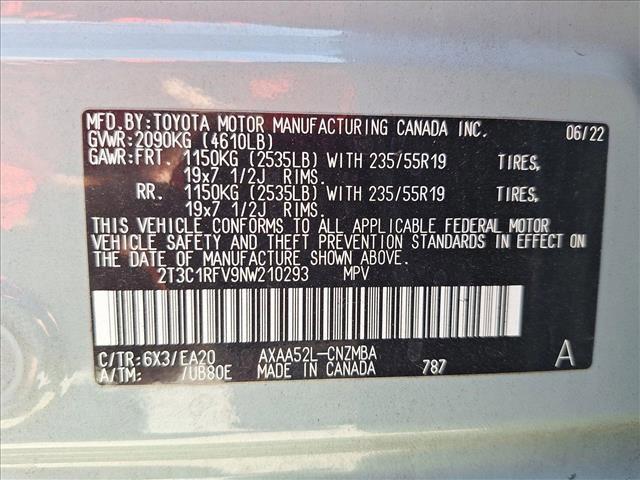 MFD.BY:TOYOTA MOTOR MANUFACTURING CANADA INC. 06/22
GVWR:2090KG (4610LB)
GAWR:FRT. 1150KG (2535LB) WITH 235/55R19 TIRES,
19x7 1/2J RIMS.
RR. 1150KG (2535LB) WITH 235/55R19 TIRES,
19x7 1/2J RIMS.
THIS VEHICLE CONFORMS TO ALL APPLICABLE FEDERAL MOTOR
VEHICLE SAFETY AND THEFT PREVENTION STANDARDS IN EFFECT ON
THE DATE OF MANUFACTURE SHOWN ABOVE.
2T3C1RFV9NW210293 MPV
C/TR:6X3/EA20 AXAA52L-CNZMBA A
A/TM: /UB80E MADE IN CANADA 787